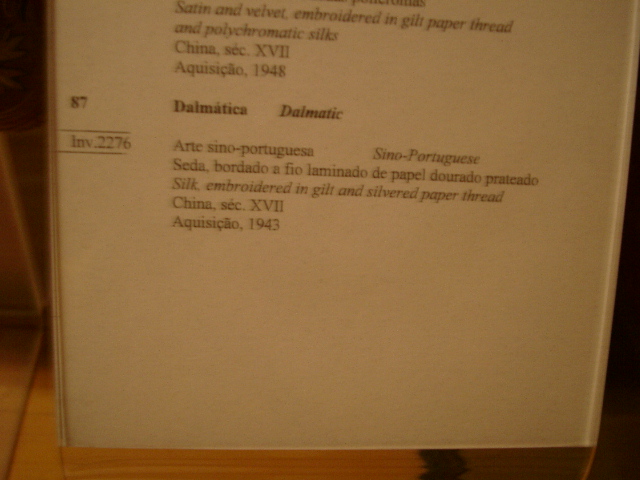 Satin and velvet, embroidered in gilt paper thread
and polychromatic silks
China, séc. XVII
Aquisição, 1948
87 Dalmática Dalmatic
Inv.2276
Arte sino-portuguesa Sino-Portuguese
Seda, bordado a fio laminado de papel dourado prateado
Silk, embroidered in gilt and silvered paper thread
China, séc. XVII
Aquisição, 1943